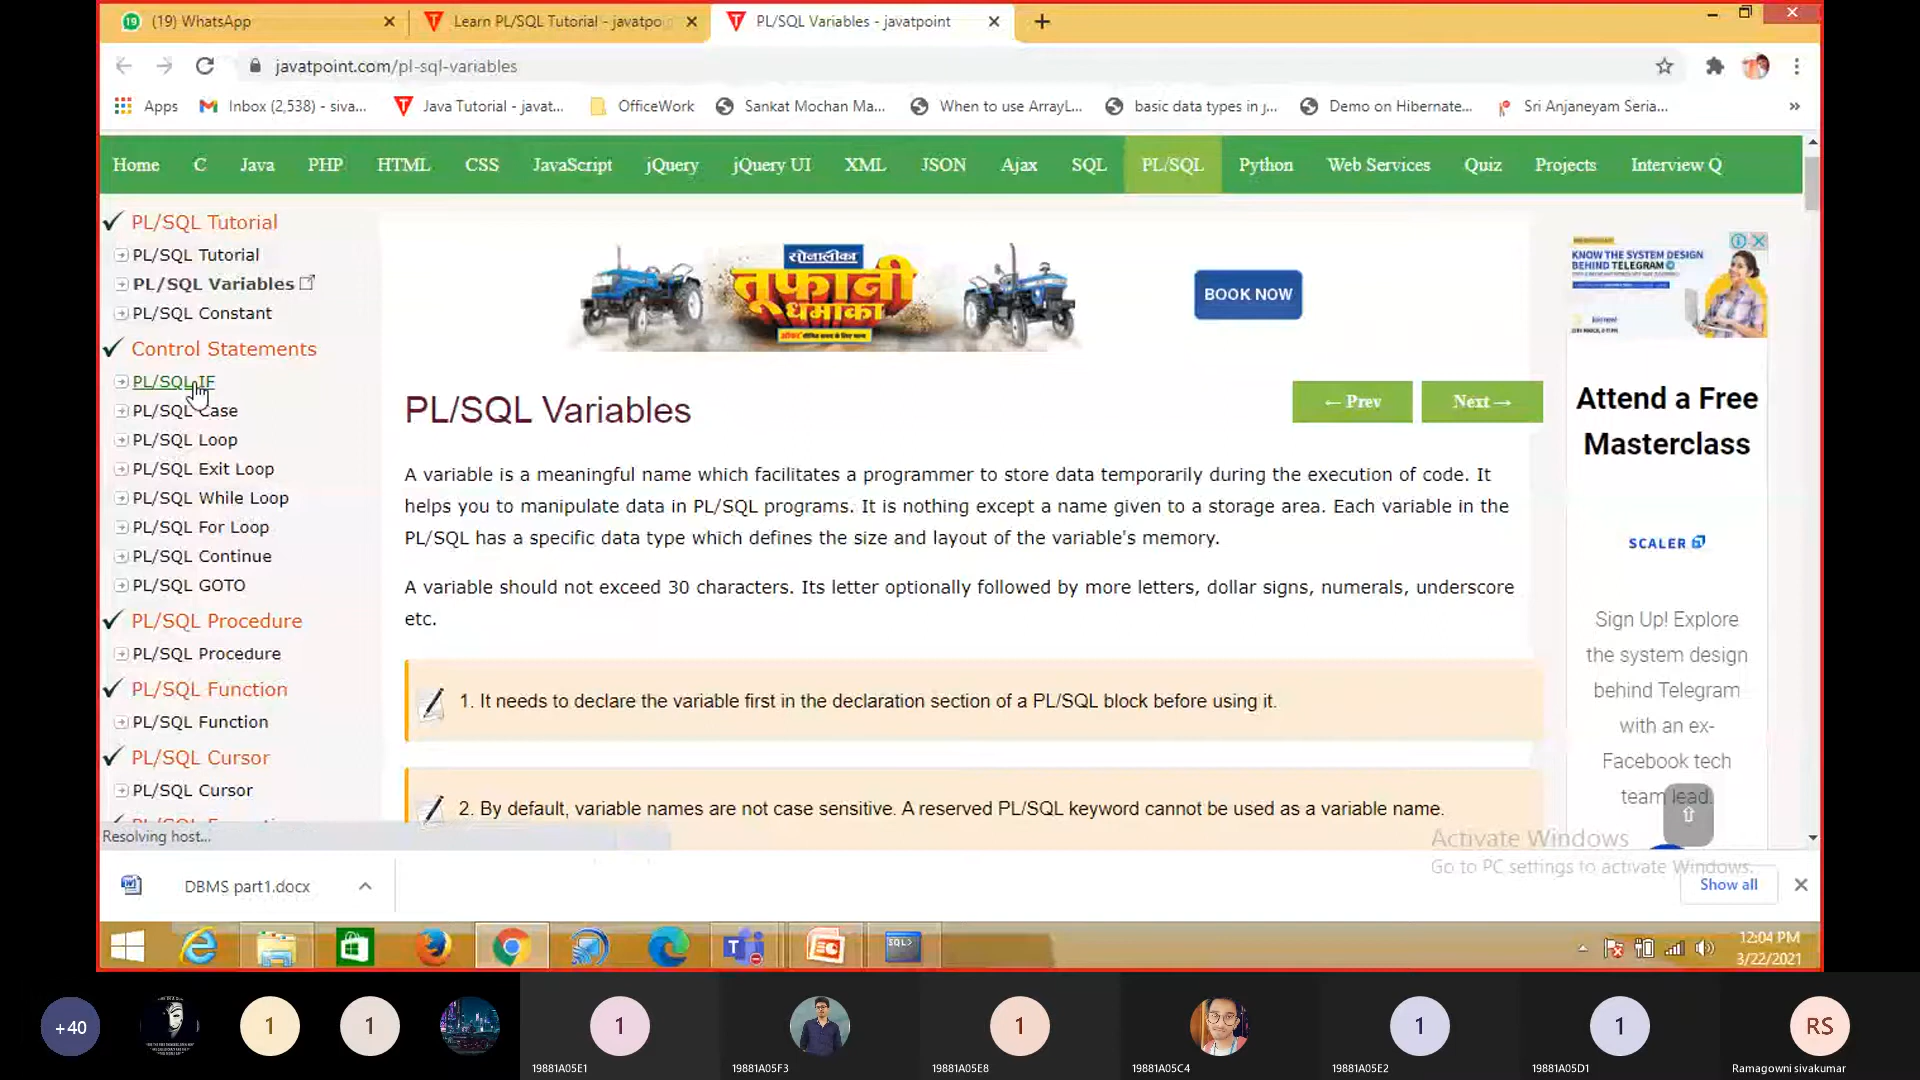 19
(19) WhatsApp
Learn PL/SQL Tutorial - javatpo
PL/SQL Variables - javatpoint
javatpoint.com/pl-sql-variables
Apps
Inbox (2,538) - siva...
Java Tutorial - javat...
OfficeWork
Sankat Mochan Ma...
When to use ArrayL...
basic data types in j...
Demo on Hibernate...
Sri Anjaneyam Seria...
»
Home C Java PHP HTML CSS JavaScript jQuery jQuery UI XML JSON Ajax SQL PL/SQL Python Web Services Quiz Projects Interview Q
PL/SQL Tutorial
PL/SQL Tutorial
PL/SQL Variables
PL/SQL Constant
Control Statements
PL/SQL IF
PL/SQL Case
PL/SQL Loop
PL/SQL Exit Loop
PL/SQL While Loop
PL/SQL For Loop
PL/SQL Continue
PL/SQL GOTO
PL/SQL Procedure
PL/SQL Procedure
PL/SQL Function
PL/SQL Function
PL/SQL Cursor
PL/SQL Cursor
Resolving host...
सोनालीका
तूफानी
धमाका
BOOK NOW
PL/SQL Variables
← Prev
Next →
A variable is a meaningful name which facilitates a programmer to store data temporarily during the execution of code. It
helps you to manipulate data in PL/SQL programs. It is nothing except a name given to a storage area. Each variable in the
PL/SQL has a specific data type which defines the size and layout of the variable's memory.
A variable should not exceed 30 characters. Its letter optionally followed by more letters, dollar signs, numerals, underscore
etc.
1. It needs to declare the variable first in the declaration section of a PL/SQL block before using it.
2. By default, variable names are not case sensitive. A reserved PL/SQL keyword cannot be used as a variable name.
KNOW THE SYSTEM DESIGN
BEHIND TELEGRAM
Attend a Free
Masterclass
SCALER
Sign Up! Explore
the system design
behind Telegram
with an ex-
Facebook tech
team lead.
Activate Windows
Go to PC settings to activate Windows.
DBMS part1.docx
Show all
SQL>
12:04 PM
3/22/2021
+40
1
1
1
19881A05E1
19881A05F3
1
19881A05E8
19881A05C4
1
19881A05E2
1
19881A05D1
RS
Ramagowni sivakumar